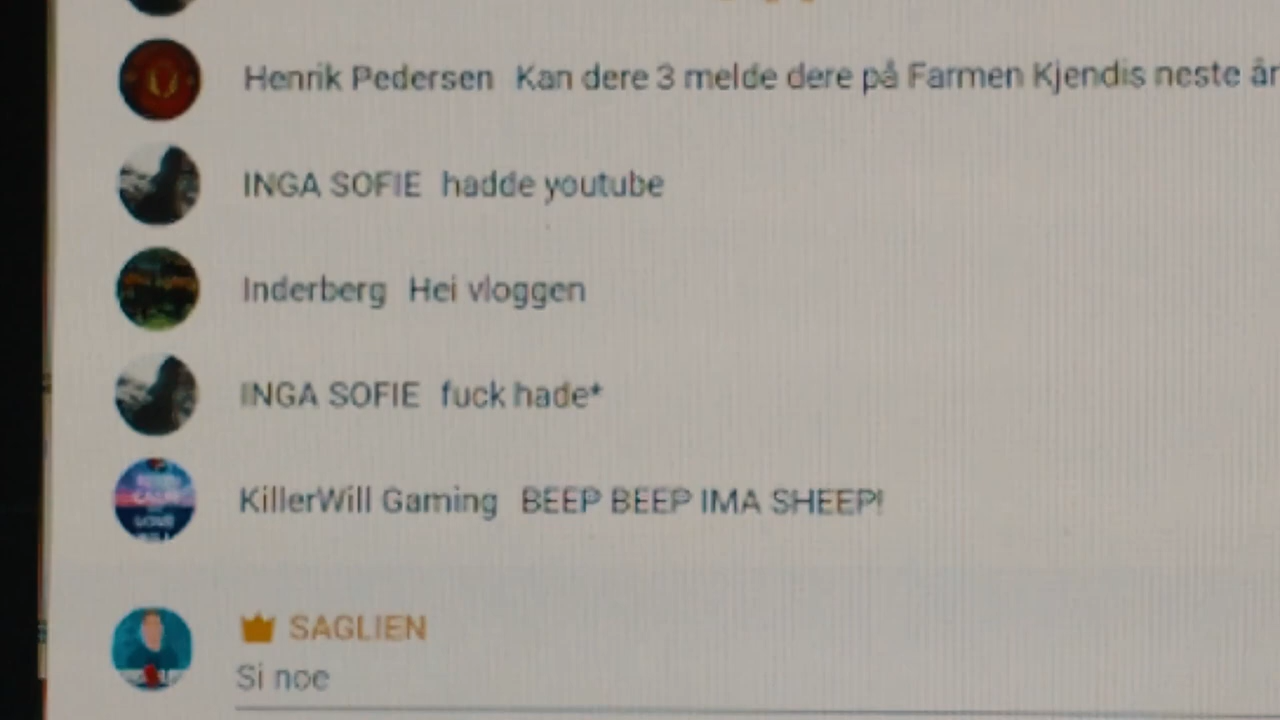 Henrik Pedersen Kan dere 3 melde dere på Farmen Kjendis neste år
INGA SOFIE hadde youtube
Inderberg Hei vloggen
INGA SOFIE fuck hade*
KillerWill Gaming BEEP BEEP IMA SHEEP!
SAGLIEN
Si noe